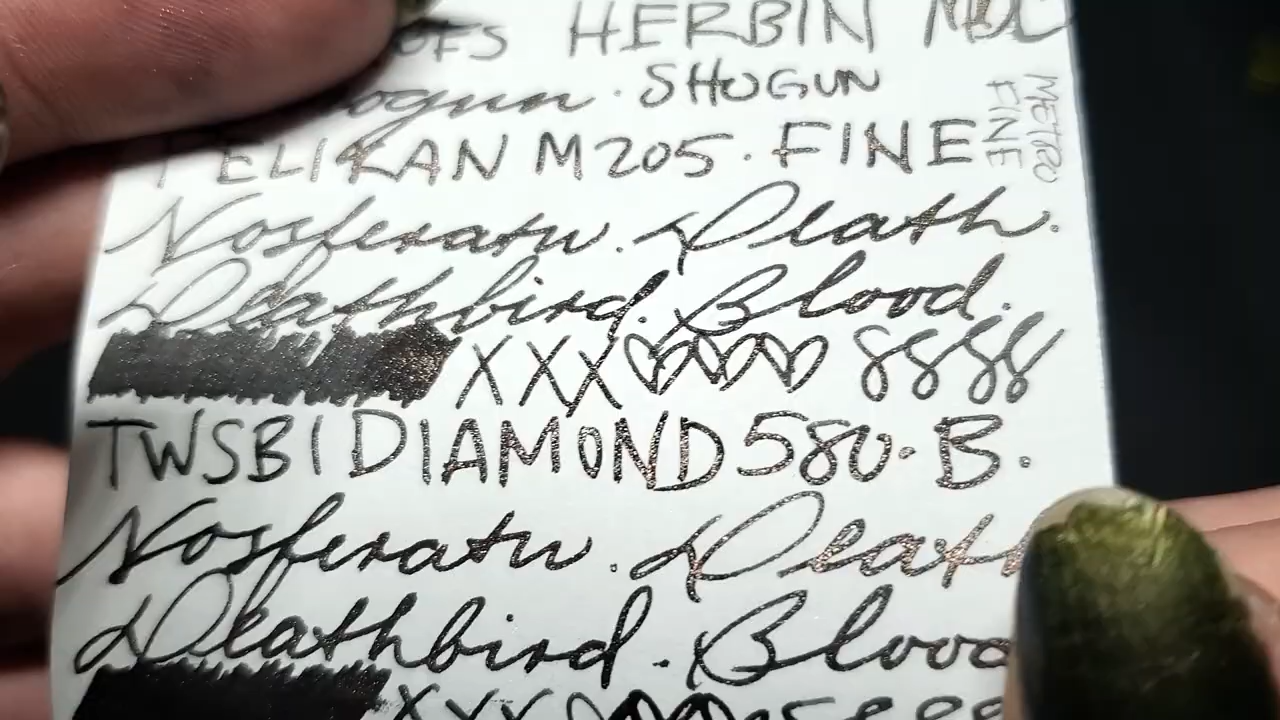 HERBIN
Shogun · SHOGUN
PELIKAN M205 · FINE
METRO
FINE
Nosferatu . Death.
Deathbird. Blood.
XXX♡♡♡ 8888
TWSBI DIAMOND 580 · B.
Nosferatu . Death
Deathbird. Blood
XXX♡♡♡